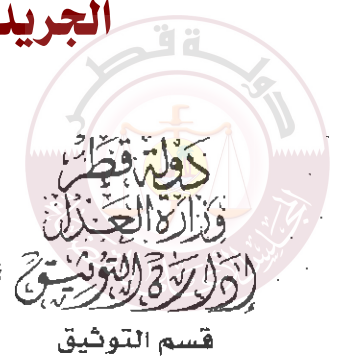 الجريد
دولة قطر
وزارة العدل
إدارة التوثيق
قسم التوثيق